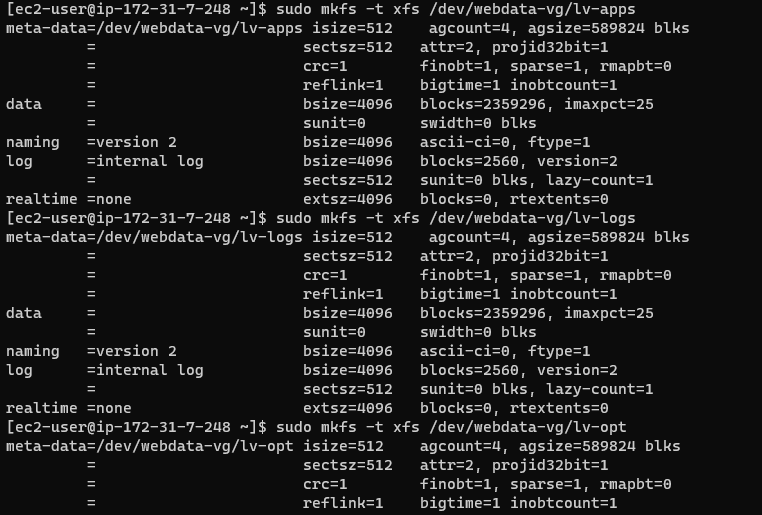 [ec2-user@ip-172-31-7-248 ~]$ sudo mkfs -t xfs /dev/webdata-vg/lv-apps
meta-data=/dev/webdata-vg/lv-apps isize=512    agcount=4, agsize=589824 blks
         =                       sectsz=512   attr=2, projid32bit=1
         =                       crc=1        finobt=1, sparse=1, rmapbt=0
         =                       reflink=1    bigtime=1 inobtcount=1
data     =                       bsize=4096   blocks=2359296, imaxpct=25
         =                       sunit=0      swidth=0 blks
naming   =version 2              bsize=4096   ascii-ci=0, ftype=1
log      =internal log           bsize=4096   blocks=2560, version=2
         =                       sectsz=512   sunit=0 blks, lazy-count=1
realtime =none                   extsz=4096   blocks=0, rtextents=0
[ec2-user@ip-172-31-7-248 ~]$ sudo mkfs -t xfs /dev/webdata-vg/lv-logs
meta-data=/dev/webdata-vg/lv-logs isize=512    agcount=4, agsize=589824 blks
         =                       sectsz=512   attr=2, projid32bit=1
         =                       crc=1        finobt=1, sparse=1, rmapbt=0
         =                       reflink=1    bigtime=1 inobtcount=1
data     =                       bsize=4096   blocks=2359296, imaxpct=25
         =                       sunit=0      swidth=0 blks
naming   =version 2              bsize=4096   ascii-ci=0, ftype=1
log      =internal log           bsize=4096   blocks=2560, version=2
         =                       sectsz=512   sunit=0 blks, lazy-count=1
realtime =none                   extsz=4096   blocks=0, rtextents=0
[ec2-user@ip-172-31-7-248 ~]$ sudo mkfs -t xfs /dev/webdata-vg/lv-opt
meta-data=/dev/webdata-vg/lv-opt isize=512    agcount=4, agsize=589824 blks
         =                       sectsz=512   attr=2, projid32bit=1
         =                       crc=1        finobt=1, sparse=1, rmapbt=0
         =                       reflink=1    bigtime=1 inobtcount=1